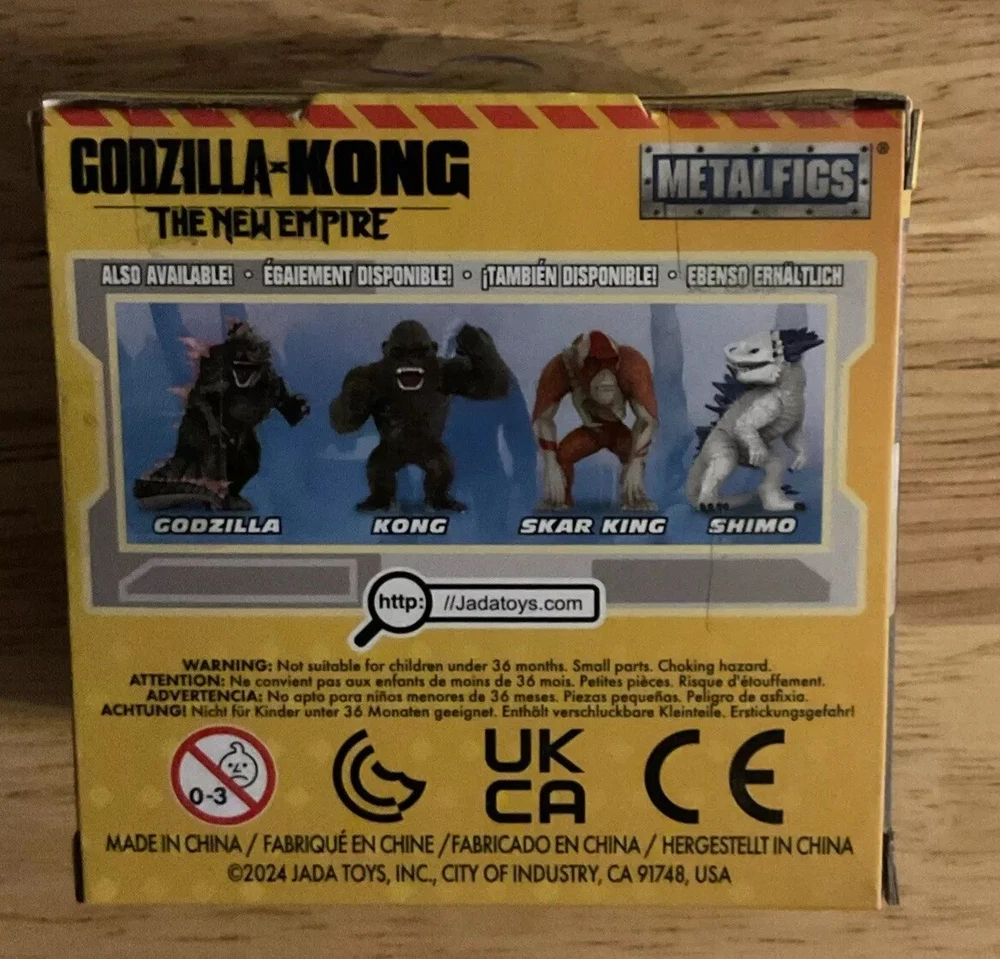 GODZILLA×KONG
THE NEW EMPIRE
METALFIGS®
ALSO AVAILABLE! • ÉGAIEMENT DISPONIBLE! • ¡TAMBIÉN DISPONIBLE! • EBENSO ERHÄLTLICH
GODZILLA KONG SKAR KING SHIMO
http: //Jadatoys.com
WARNING: Not suitable for children under 36 months. Small parts. Choking hazard.
ATTENTION: Ne convient pas aux enfants de moins de 36 mois. Petites pièces. Risque d'étouffement.
ADVERTENCIA: No apto para niños menores de 36 meses. Piezas pequeñas. Peligro de asfixia.
ACHTUNG! Nicht für Kinder unter 36 Monaten geeignet. Enthält verschluckbare Kleinteile. Erstickungsgefahr!
0-3
UK
CA
CE
MADE IN CHINA / FABRIQUÉ EN CHINE /FABRICADO EN CHINA / HERGESTELLT IN CHINA
©2024 JADA TOYS, INC., CITY OF INDUSTRY, CA 91748, USA